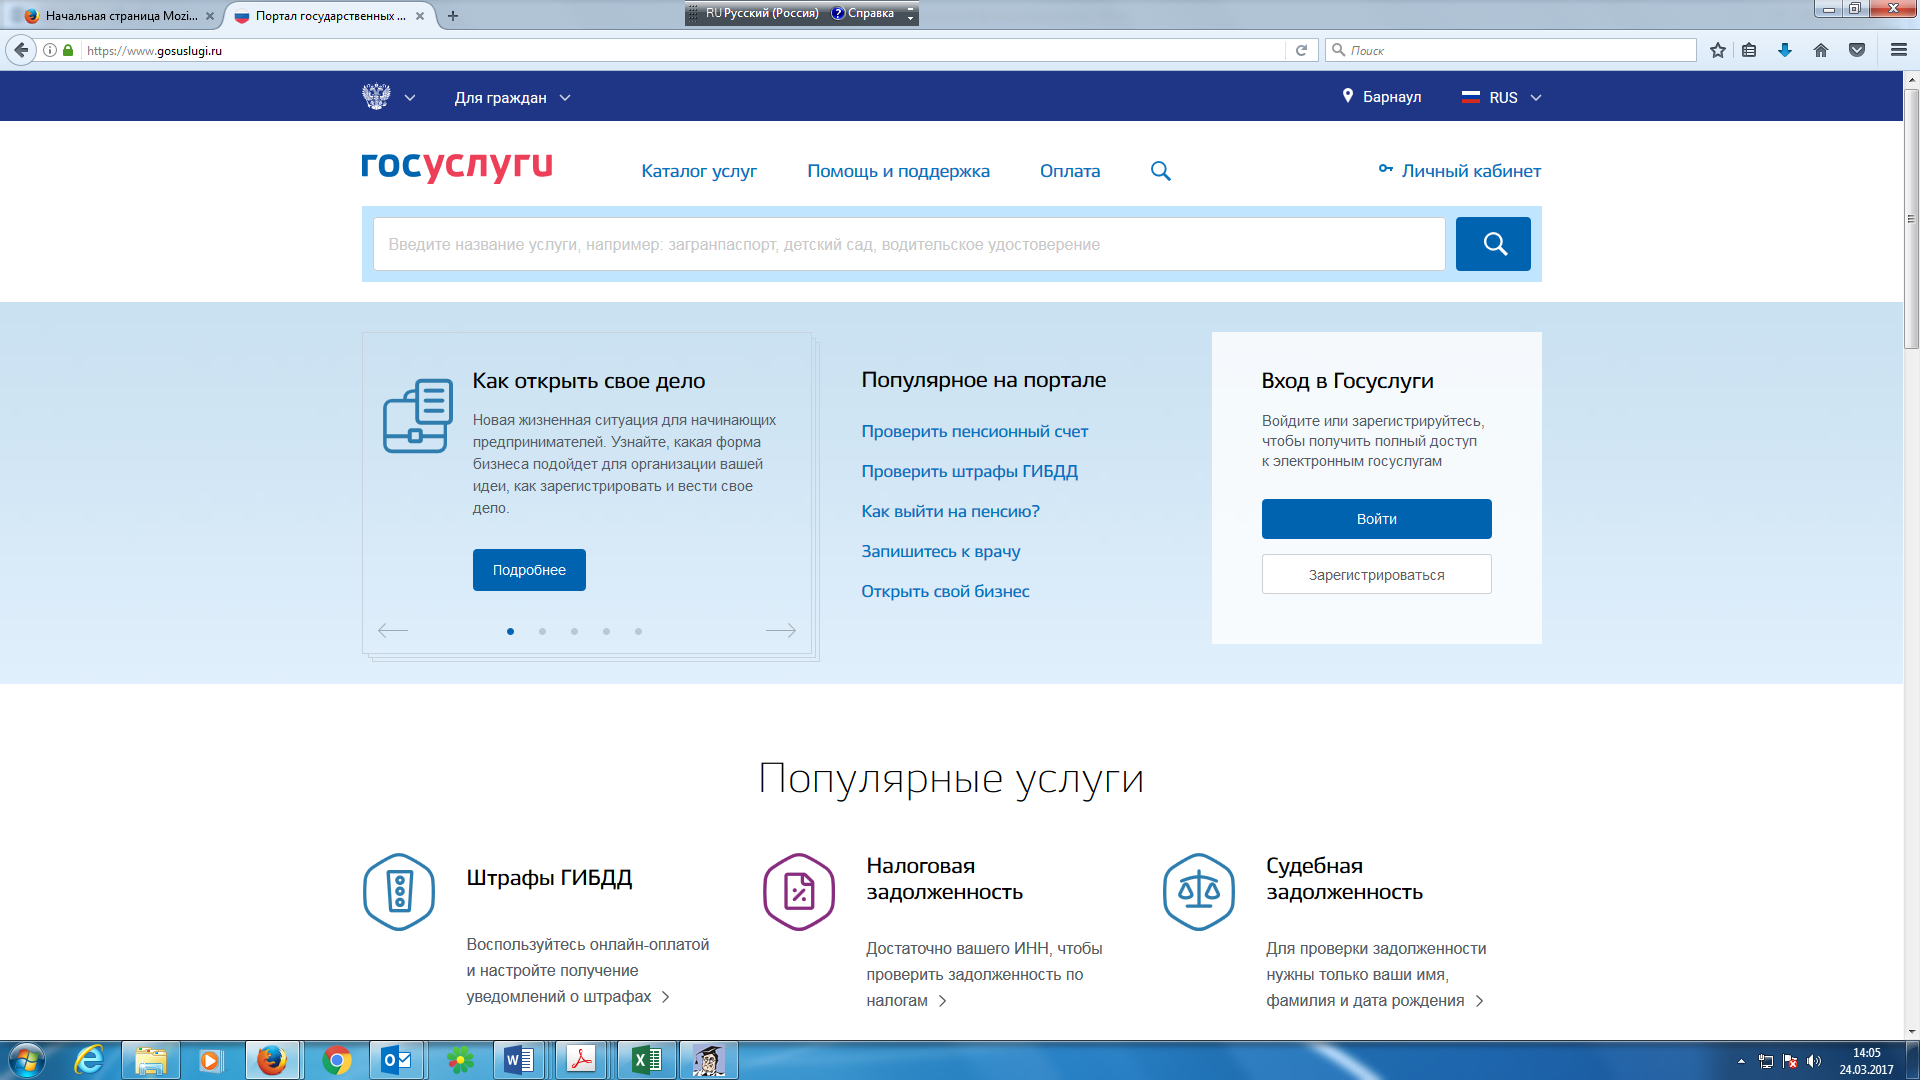 Начальная страница Mozi...
Портал государственных ...
RU Русский (Россия)
Справка
https://www.gosuslugi.ru
Поиск
Для граждан
Барнаул
RUS
госуслуги
Каталог услуг
Помощь и поддержка
Оплата
Личный кабинет
Введите название услуги, например: загранпаспорт, детский сад, водительское удостоверение
Как открыть свое дело
Новая жизненная ситуация для начинающих
предпринимателей. Узнайте, какая форма
бизнеса подойдет для организации вашей
идеи, как зарегистрировать и вести свое
дело.
Подробнее
Популярное на портале
Проверить пенсионный счет
Проверить штрафы ГИБДД
Как выйти на пенсию?
Запишитесь к врачу
Открыть свой бизнес
Вход в Госуслуги
Войдите или зарегистрируйтесь,
чтобы получить полный доступ
к электронным госуслугам
Войти
Зарегистрироваться
Популярные услуги
Штрафы ГИБДД
Воспользуйтесь онлайн-оплатой
и настройте получение
уведомлений о штрафах
Налоговая
задолженность
Достаточно вашего ИНН, чтобы
проверить задолженность по
налогам
Судебная
задолженность
Для проверки задолженности
нужны только ваши имя,
фамилия и дата рождения
14:05
24.03.2017